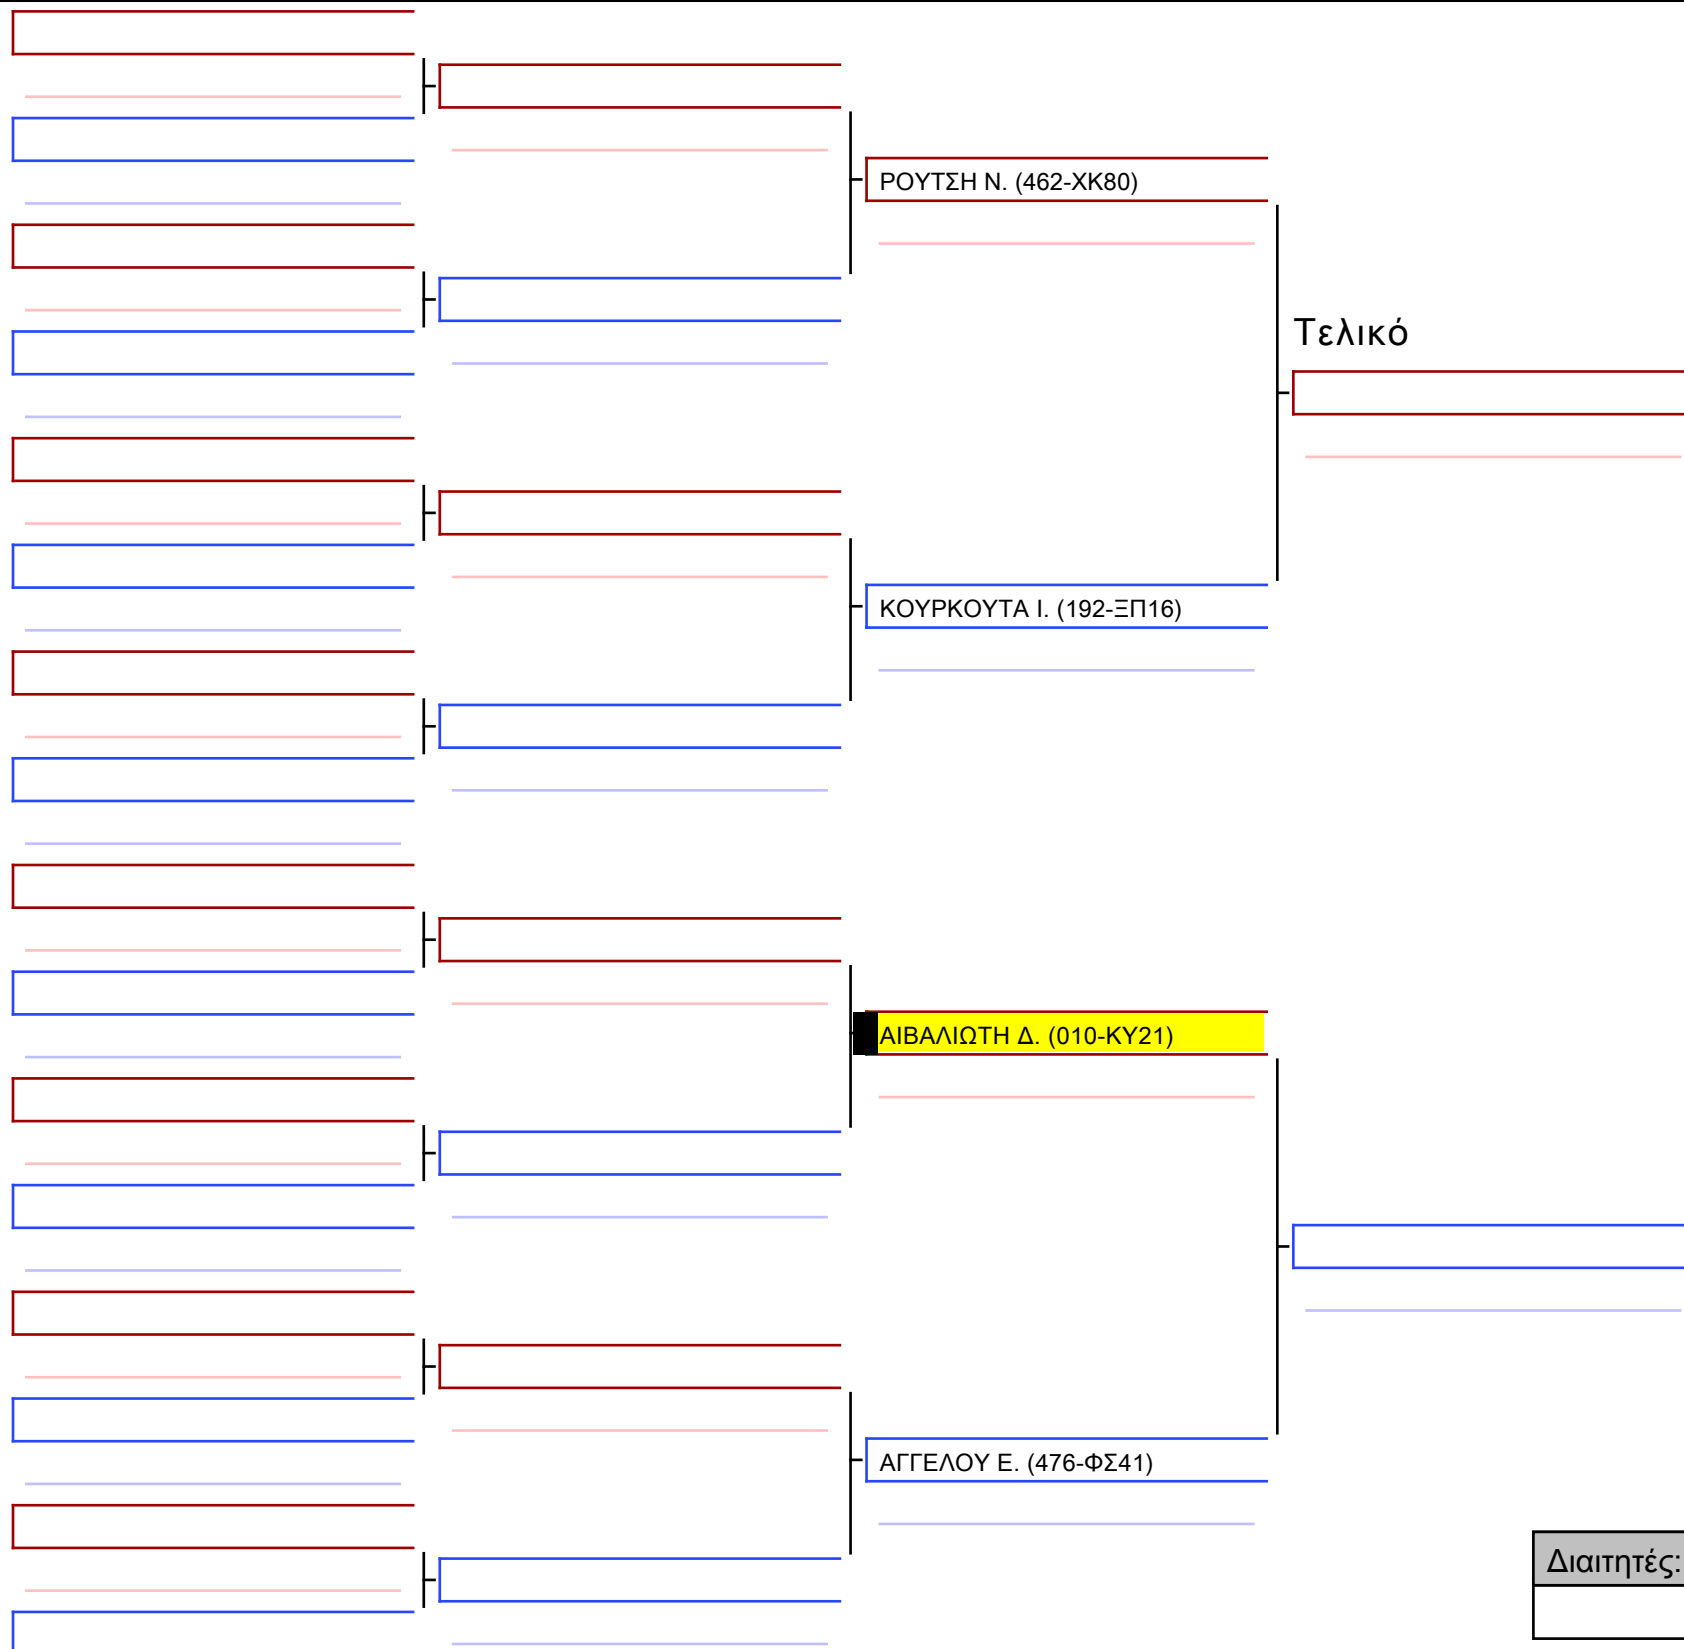 ΡΟΥΤΣΗ Ν. (462-ΧΚ80)
Τελικό
ΚΟΥΡΚΟΥΤΑ Ι. (192-ΞΠ16)
ΑΙΒΑΛΙΩΤΗ Δ. (010-ΚΥ21)
ΑΓΓΕΛΟΥ Ε. (476-ΦΣ41)
Διαιτητές: